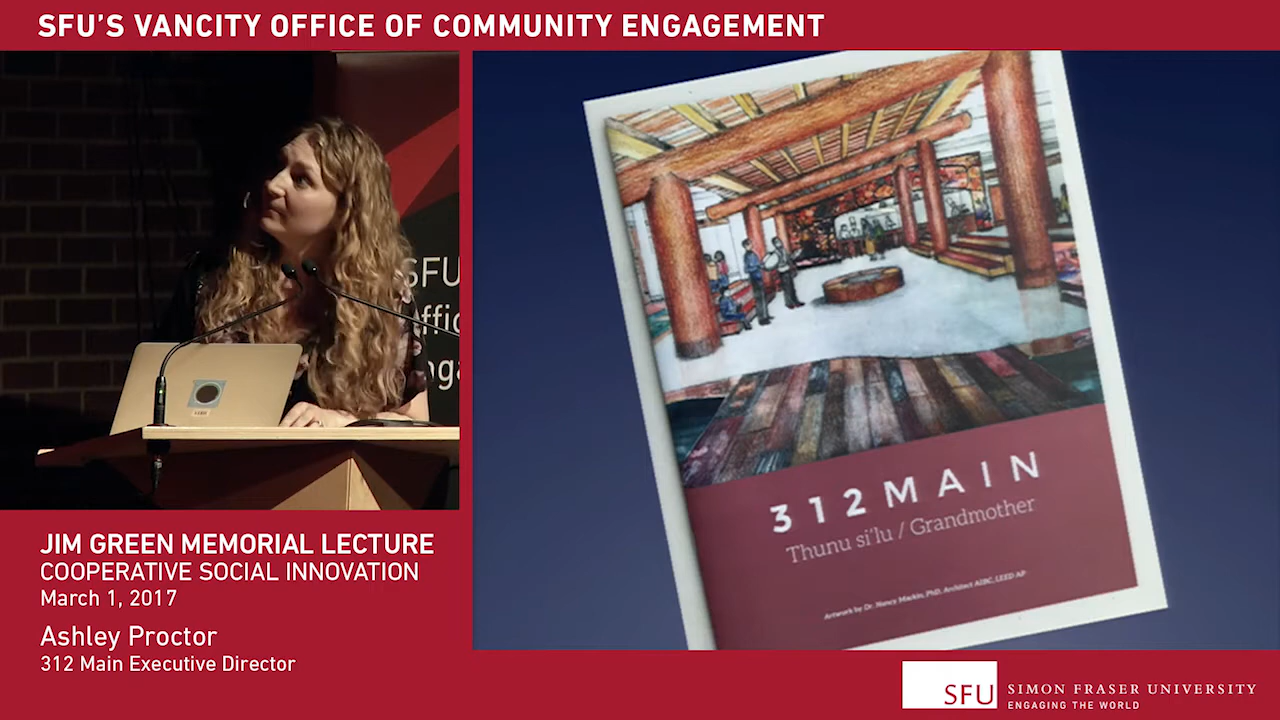 SFU'S VANCITY OFFICE OF COMMUNITY ENGAGEMENT
SFU
312MAIN
Thunu si'lu / Grandmother
Artwork by Dr. Nancy Mackin, PhD, Architect AIBC, LEED AP
JIM GREEN MEMORIAL LECTURE
COOPERATIVE SOCIAL INNOVATION
March 1, 2017
Ashley Proctor
312 Main Executive Director
SFU
SIMON FRASER UNIVERSITY
ENGAGING THE WORLD